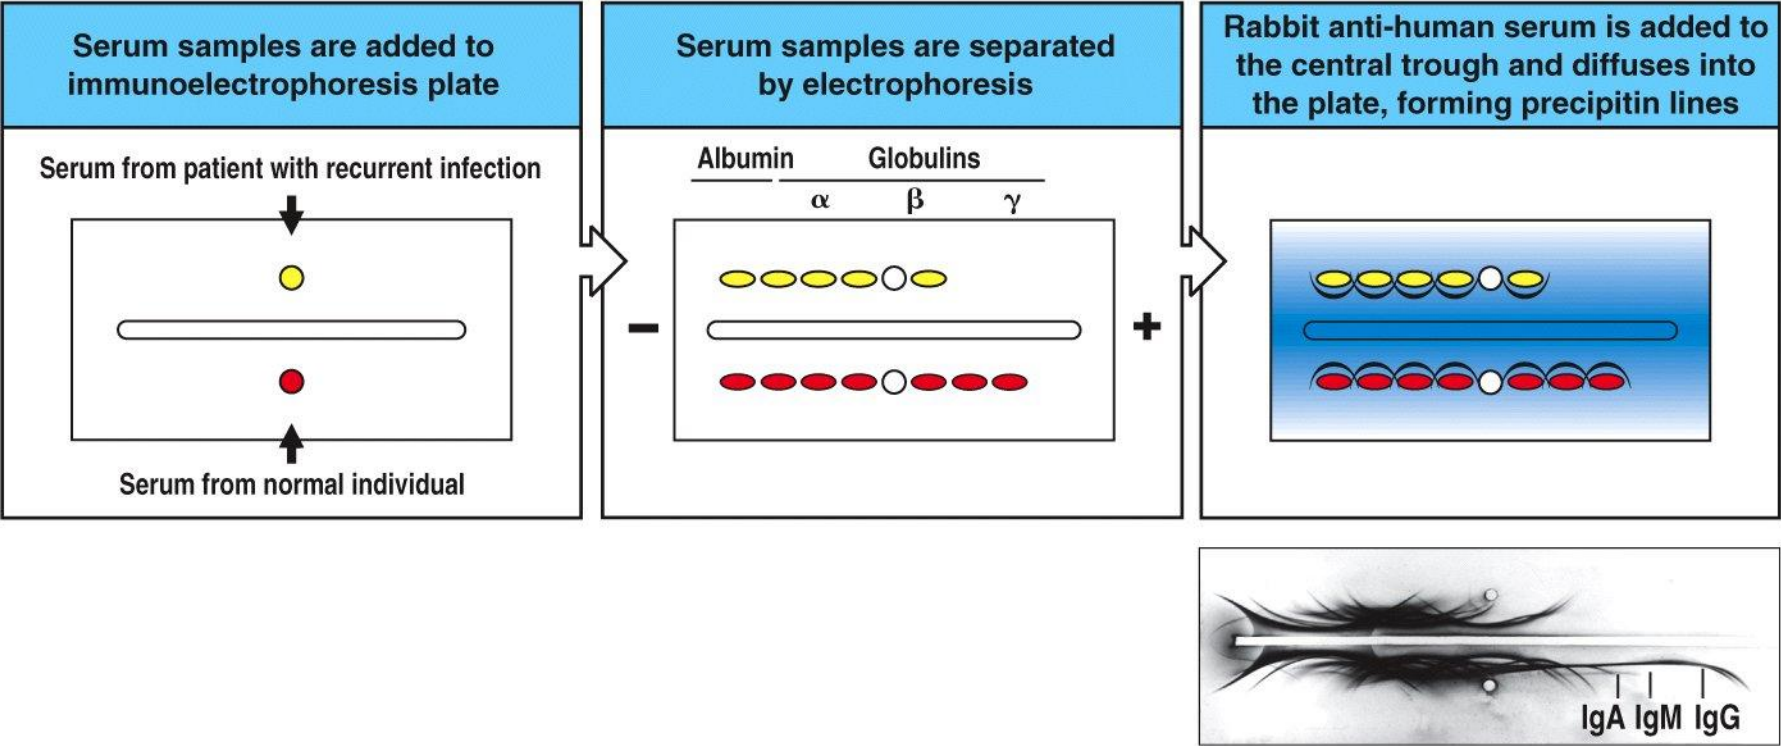 Serum samples are added to
immunoelectrophoresis plate
Serum from patient with recurrent infection
Serum from normal individual
Serum samples are separated
by electrophoresis
Albumin Globulins
α β γ
− +
Rabbit anti-human serum is added to
the central trough and diffuses into
the plate, forming precipitin lines
IgA IgM IgG